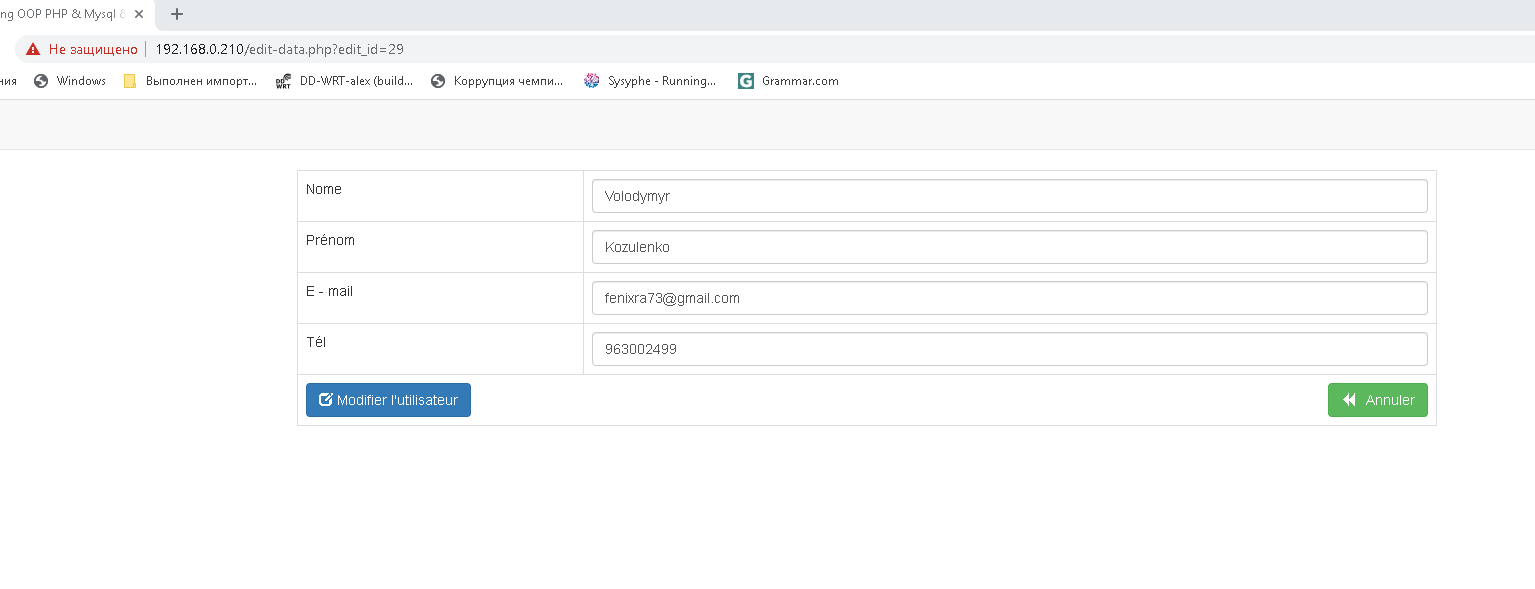 ng OOP PHP & Mysql &
Не защищено 192.168.0.210/edit-data.php?edit_id=29
ния Windows Выполнен импорт... DD-WRT-alex (build... Коррупция чемпи... Sysyphe - Running... Grammar.com
Nome Volodymyr
Prénom Kozulenko
E - mail fenixra73@gmail.com
Tél 963002499
Modifier l'utilisateur Annuler